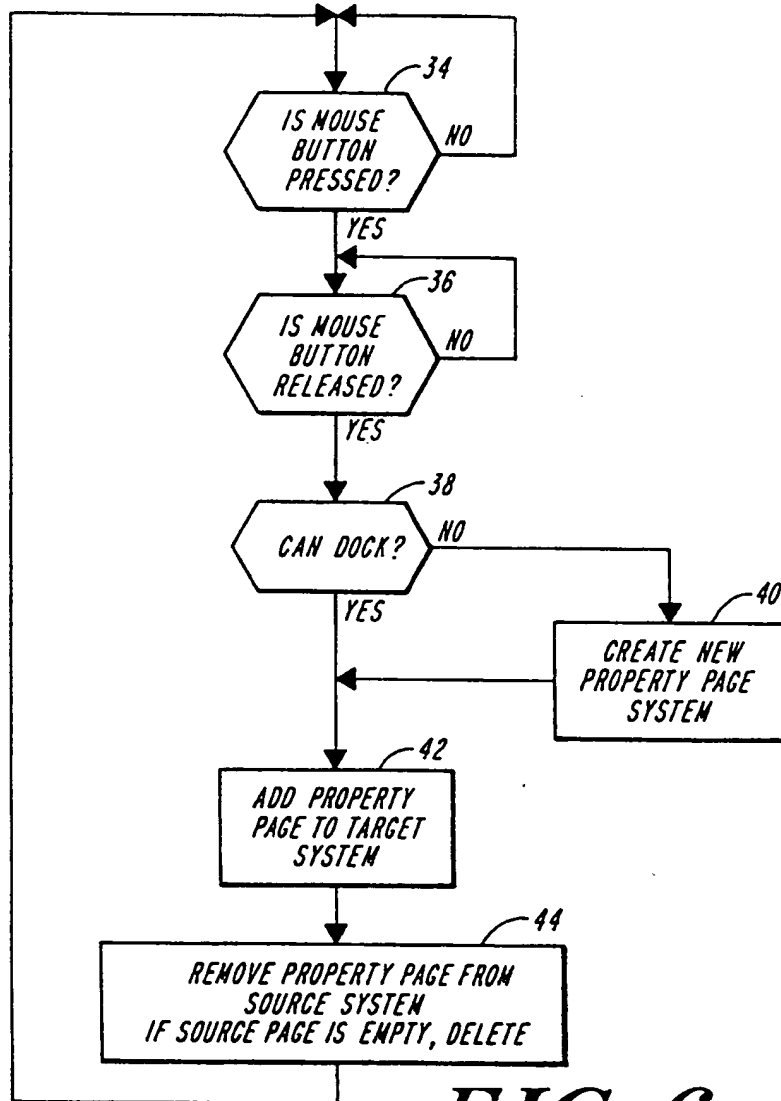 34
IS MOUSE
BUTTON
PRESSED?
NO
YES
36
IS MOUSE
BUTTON
RELEASED?
NO
YES
38
CAN DOCK?
NO
YES
40
CREATE NEW
PROPERTY PAGE
SYSTEM
42
ADD PROPERTY
PAGE TO TARGET
SYSTEM
44
REMOVE PROPERTY PAGE FROM
SOURCE SYSTEM
IF SOURCE PAGE IS EMPTY, DELETE